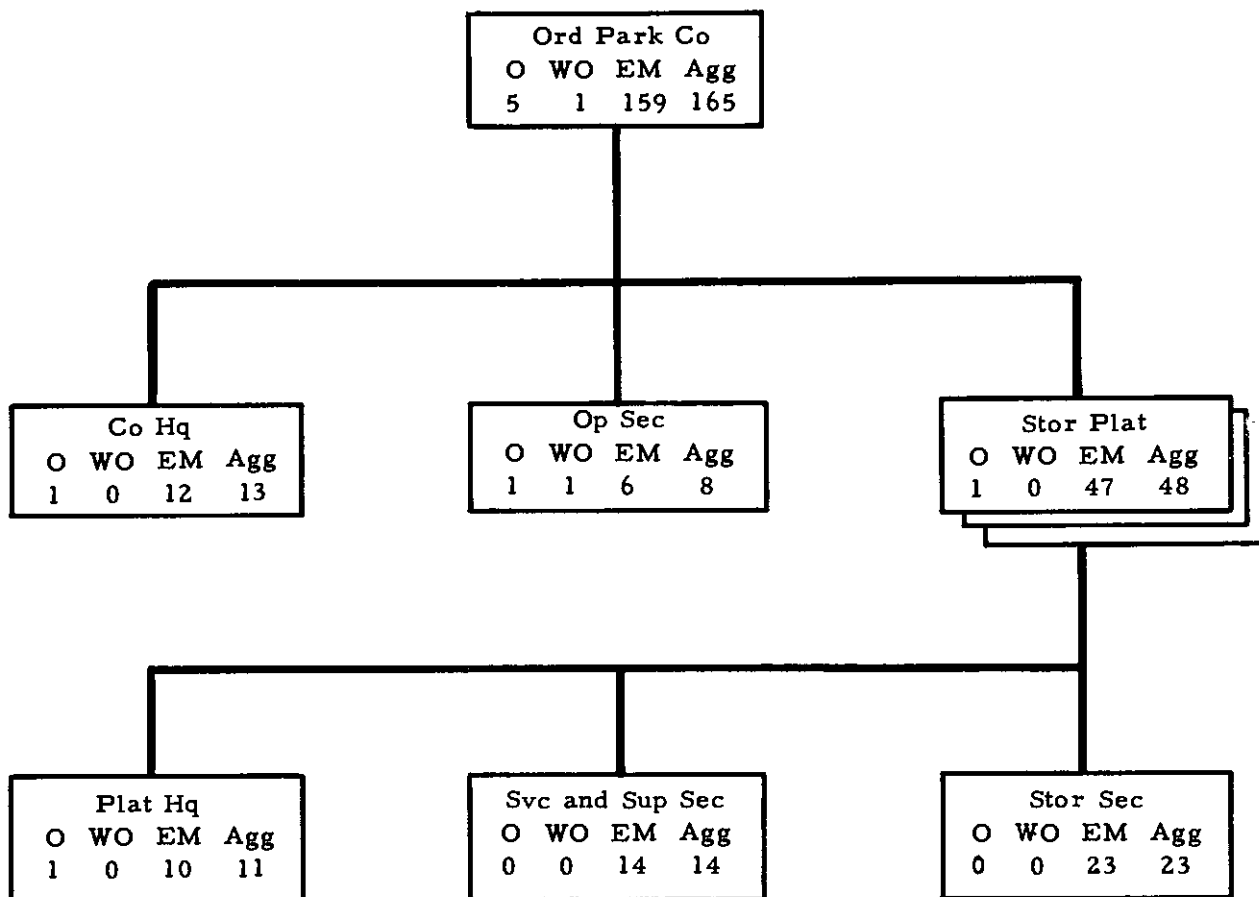 Ord Park Co
O WO EM Agg
5 1 159 165
Co Hq
O WO EM Agg
1 0 12 13
Op Sec
O WO EM Agg
1 1 6 8
Stor Plat
O WO EM Agg
1 0 47 48
Plat Hq
O WO EM Agg
1 0 10 11
Svc and Sup Sec
O WO EM Agg
0 0 14 14
Stor Sec
O WO EM Agg
0 0 23 23